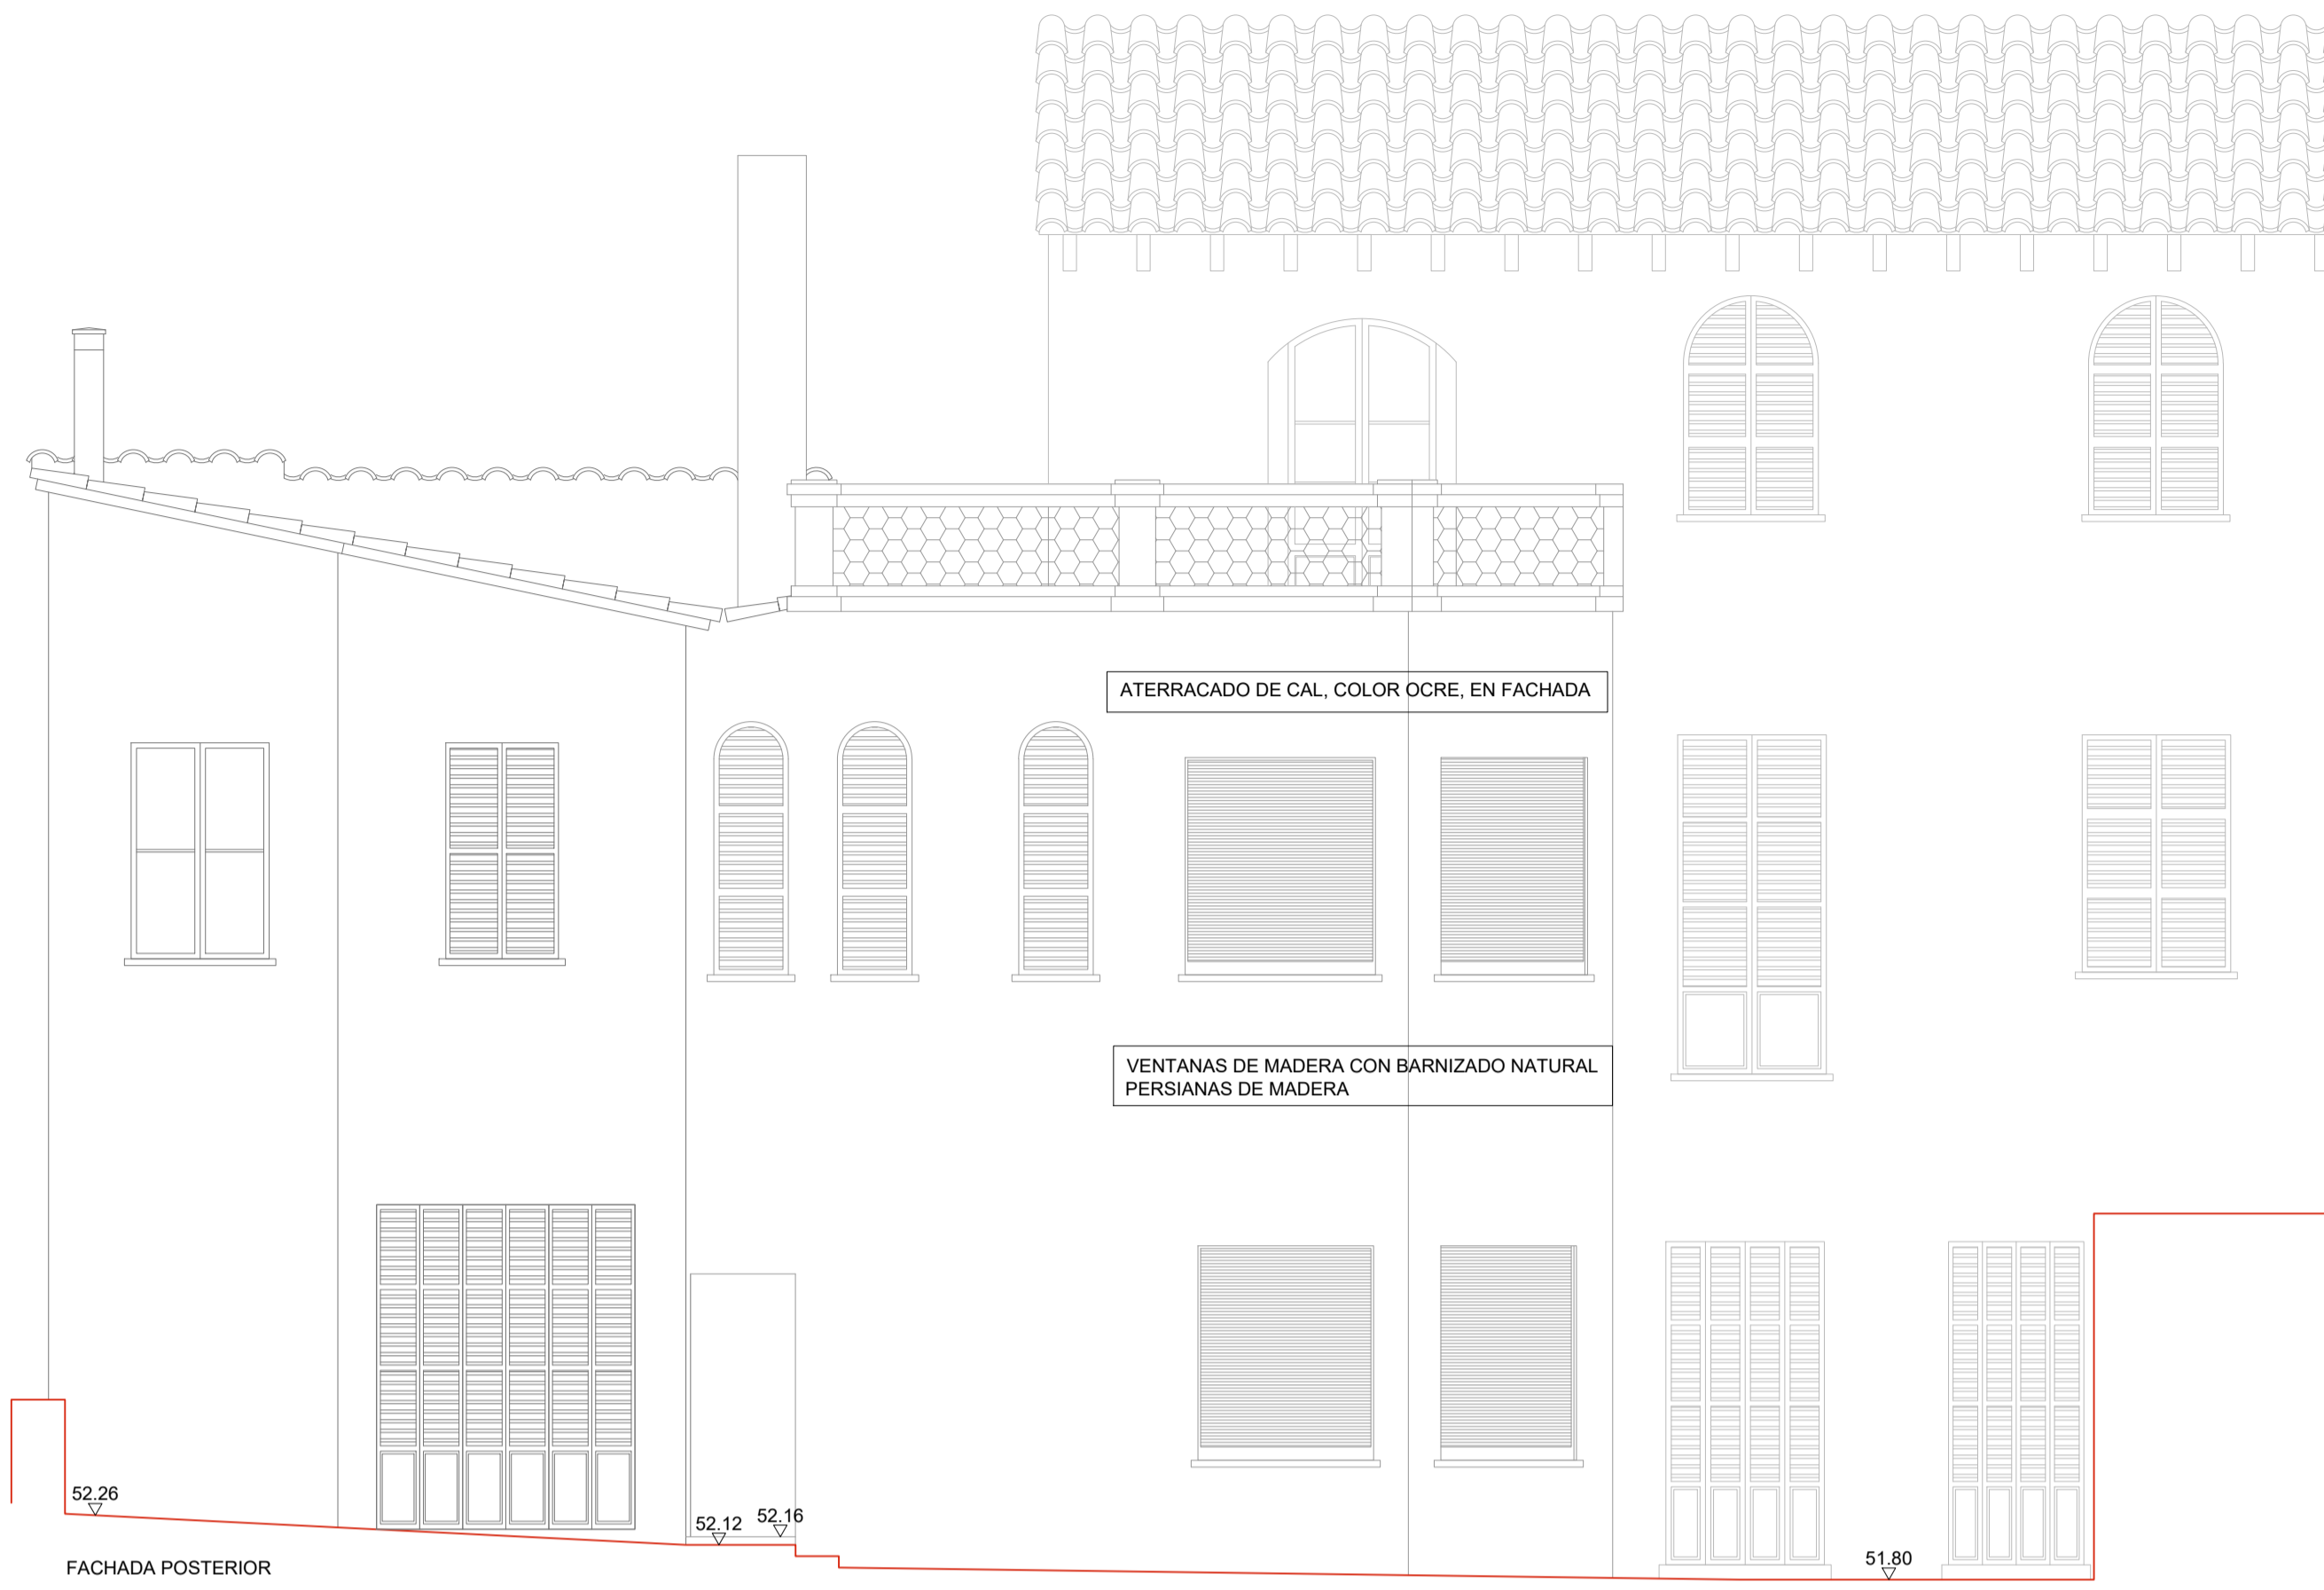 ATERRACADO DE CAL, COLOR OCRE, EN FACHADA
VENTANAS DE MADERA CON BARNIZADO NATURAL
PERSIANAS DE MADERA
52.26
52.12
52.16
51.80
FACHADA POSTERIOR